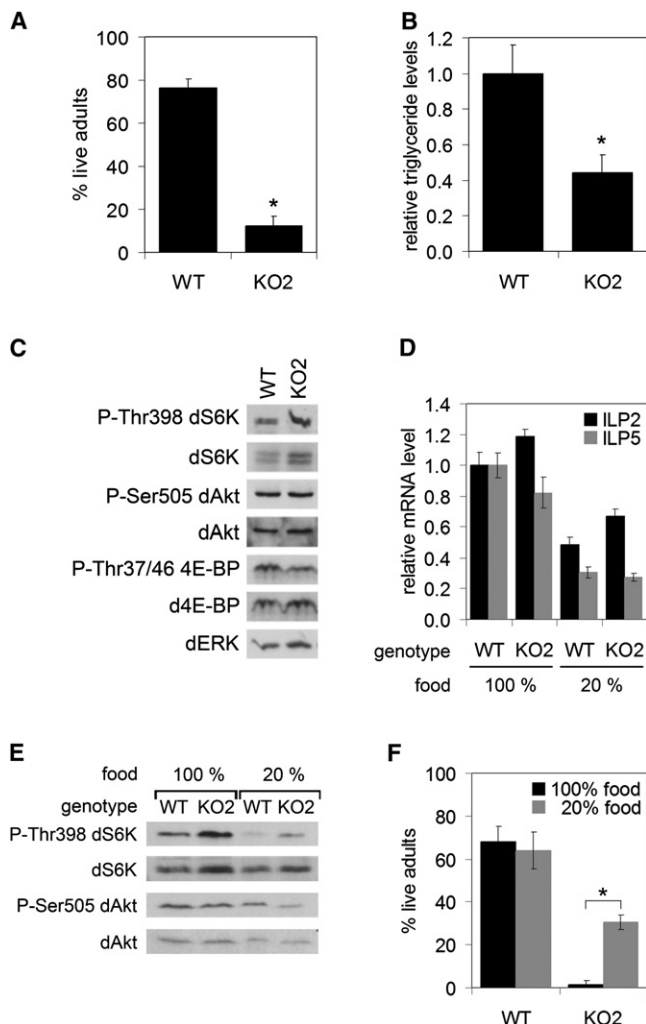 A
% live adults
100
80
60
40
20
0
*
WT KO2
B
relative triglyceride levels
1.2
1.0
0.8
0.6
0.4
0.2
0.0
*
WT KO2
C
WT KO2
P-Thr398 dS6K
dS6K
P-Ser505 dAkt
dAkt
P-Thr37/46 4E-BP
d4E-BP
dERK
D
relative mRNA level
1.4
1.2
1.0
0.8
0.6
0.4
0.2
0.0
ILP2
ILP5
genotype WT KO2 WT KO2
food 100 % 20 %
E
food 100 % 20 %
genotype WT KO2 WT KO2
P-Thr398 dS6K
dS6K
P-Ser505 dAkt
dAkt
F
% live adults
100
80
60
40
20
0
100% food
20% food
*
WT KO2